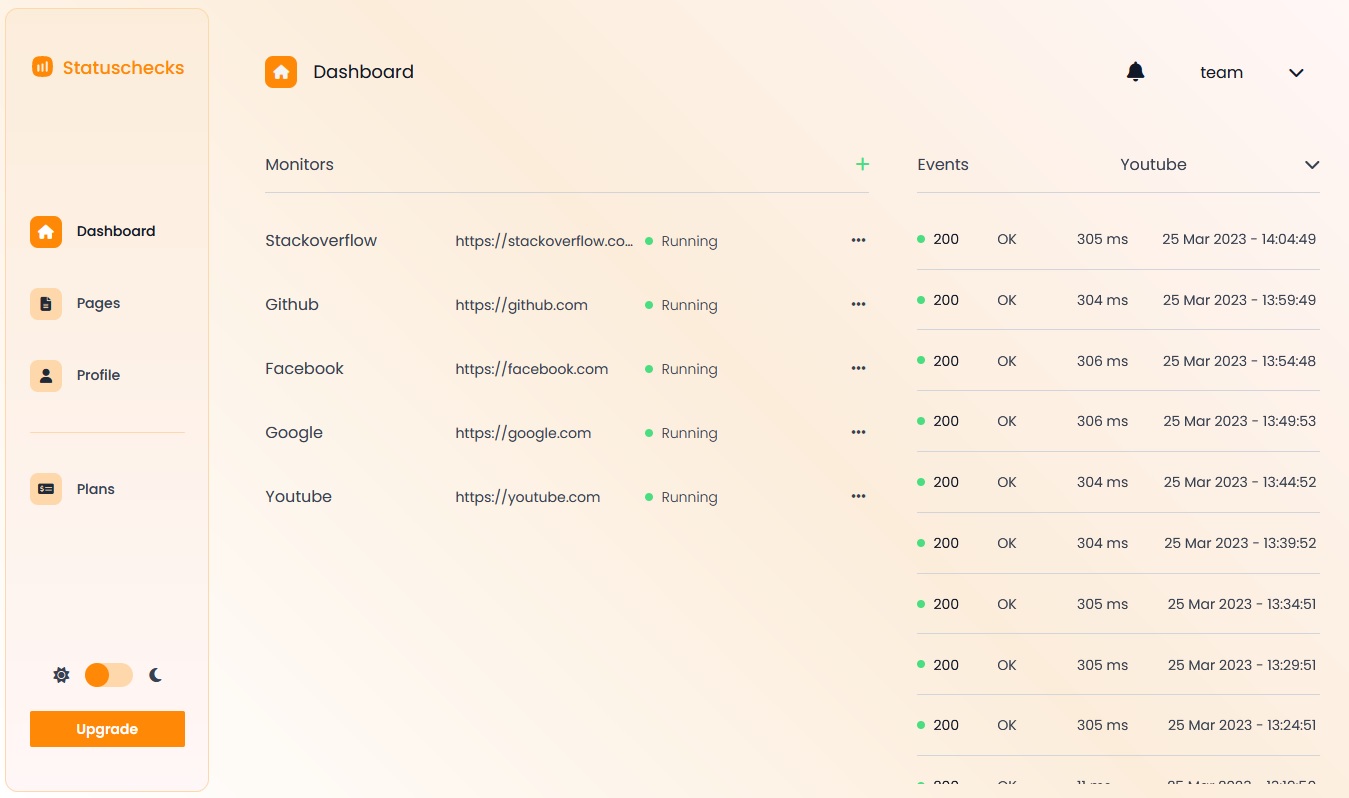 Statuschecks
Dashboard
Pages
Profile
Plans
Upgrade
Dashboard
team
Monitors
Stackoverflow https://stackoverflow.co... Running
Github https://github.com Running
Facebook https://facebook.com Running
Google https://google.com Running
Youtube https://youtube.com Running
Events Youtube
200 OK 305 ms 25 Mar 2023 - 14:04:49
200 OK 304 ms 25 Mar 2023 - 13:59:49
200 OK 306 ms 25 Mar 2023 - 13:54:48
200 OK 306 ms 25 Mar 2023 - 13:49:53
200 OK 304 ms 25 Mar 2023 - 13:44:52
200 OK 304 ms 25 Mar 2023 - 13:39:52
200 OK 305 ms 25 Mar 2023 - 13:34:51
200 OK 305 ms 25 Mar 2023 - 13:29:51
200 OK 305 ms 25 Mar 2023 - 13:24:51